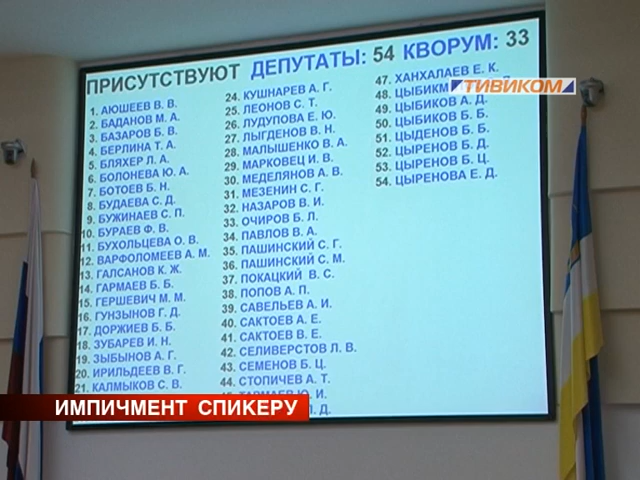 ПРИСУТСТВУЮТ ДЕПУТАТЫ: 54 КВОРУМ: 33
1. АЮШЕЕВ В. В.
2. БАДАНОВ М. А.
3. БАЗАРОВ Б. В.
4. БЕРЛИНА Т. А.
5. БЛЯХЕР Л. А.
6. БОЛОНЕВА Ю. А.
7. БОТОЕВ Б. Н.
8. БУДАЕВА С. Д.
9. БУЖИНАЕВ С. П.
10. БУРАЕВ Ф. В.
11. БУХОЛЬЦЕВА О. В.
12. ВАРФОЛОМЕЕВ А. М.
13. ГАЛСАНОВ К. Ж.
14. ГАРМАЕВ Б. Б.
15. ГЕРШЕВИЧ М. М.
16. ГУНЗЫНОВ Г. Д.
17. ДОРЖИЕВ Б. Б.
18. ЗУБАРЕВ И. Н.
19. ЗЫБЫНОВ А. Г.
20. ИРИЛЬДЕЕВ В. Г.
21. КАЛМЫКОВ С. В.
24. КУШНАРЕВ А. Г.
25. ЛЕОНОВ С. Т.
26. ЛУДУПОВА Е. Ю.
27. ЛЫГДЕНОВ В. Н.
28. МАЛЫШЕНКО В. А.
29. МАРКОВЕЦ И. В.
30. МЕДЕЛЯНОВ А. В.
31. МЕЗЕНИН С. Г.
32. НАЗАРОВ В. И.
33. ОЧИРОВ Б. Л.
34. ПАВЛОВ В. А.
35. ПАШИНСКИЙ С. Г.
36. ПАШИНСКИЙ С. М.
37. ПОКАЦКИЙ В. С.
38. ПОПОВ А. П.
39. САВЕЛЬЕВ А. И.
40. САКТОЕВ А. Е.
41. САКТОЕВ В. Е.
42. СЕЛИВЕРСТОВ Л. В.
43. СЕМЕНОВ Б. Ц.
44. СТОПИЧЕВ А. Т.
ТАРМАЕВ Ю. И.
Л. Д.
47. ХАНХАЛАЕВ Е. К.
48.
49. ЦЫБИКОВ А. Д.
50. ЦЫБИКОВ Б. Б.
51. ЦЫДЕНОВ Б. Б.
52. ЦЫРЕНОВ Б. Д.
53. ЦЫРЕНОВ Б. Ц.
54. ЦЫРЕНОВА Е. Д.
ТИВИКОМ
ИМПИЧМЕНТ СПИКЕРУ